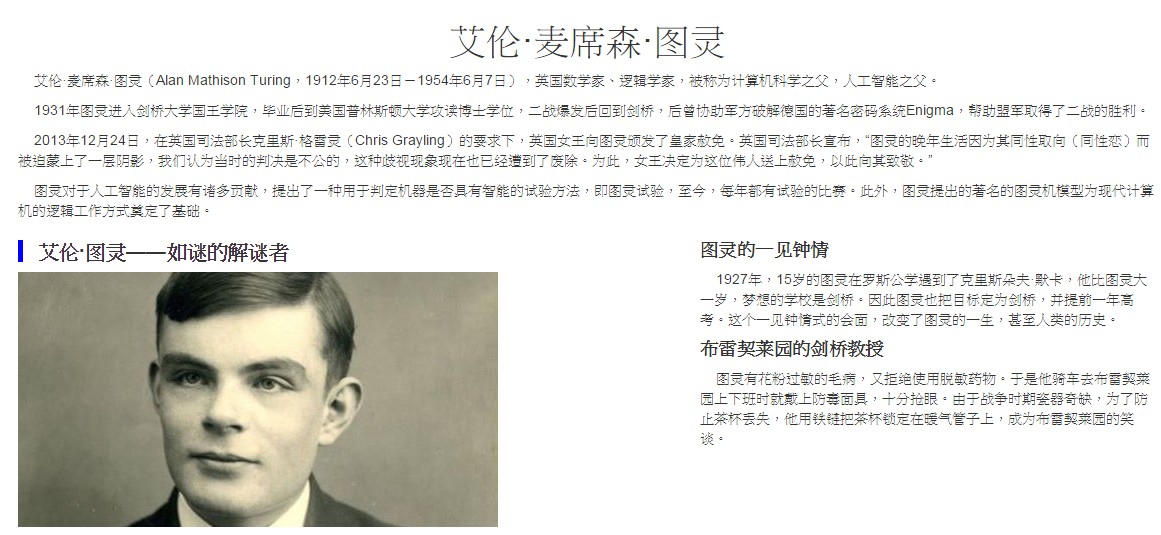 艾伦·麦席森·图灵
艾伦·麦席森·图灵（Alan Mathison Turing，1912年6月23日－1954年6月7日），英国数学家、逻辑学家，被称为计算机科学之父，人工智能之父。
1931年图灵进入剑桥大学国王学院，毕业后到美国普林斯顿大学攻读博士学位，二战爆发后回到剑桥，后曾协助军方破解德国的著名密码系统Enigma，帮助盟军取得了二战的胜利。
2013年12月24日，在英国司法部长克里斯·格雷灵（Chris Grayling）的要求下，英国女王向图灵颁发了皇家赦免。英国司法部长宣布，“图灵的晚年生活因为其同性取向（同性恋）而
被迫蒙上了一层阴影，我们认为当时的判决是不公的，这种歧视现象现在也已经遭到了废除。为此，女王决定为这位伟人送上赦免，以此向其致敬。”
图灵对于人工智能的发展有诸多贡献，提出了一种用于判定机器是否具有智能的试验方法，即图灵试验，至今，每年都有试验的比赛。此外，图灵提出的著名的图灵机模型为现代计算
机的逻辑工作方式奠定了基础。
艾伦·图灵——如谜的解谜者
图灵的一见钟情
1927年，15岁的图灵在罗斯公学遇到了克里斯朵夫·默卡，他比图灵大
一岁，梦想的学校是剑桥。因此图灵也把目标定为剑桥，并提前一年高
考。这个一见钟情式的会面，改变了图灵的一生，甚至人类的历史。
布雷契莱园的剑桥教授
图灵有花粉过敏的毛病，又拒绝使用脱敏药物。于是他骑车去布雷契莱
园上下班时就戴上防毒面具，十分抢眼。由于战争时期瓷器奇缺，为了防
止茶杯丢失，他用铁链把茶杯锁定在暖气管子上，成为布雷契莱园的笑
谈。